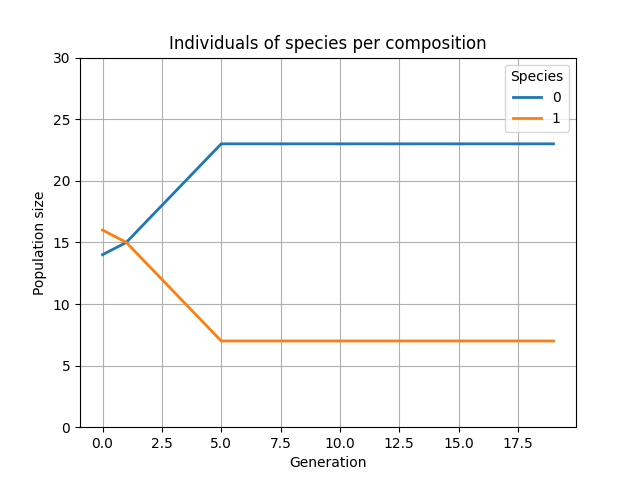 Individuals of species per composition
Species
0
1
Population size
30
25
20
15
10
5
0
0.0 2.5 5.0 7.5 10.0 12.5 15.0 17.5
Generation